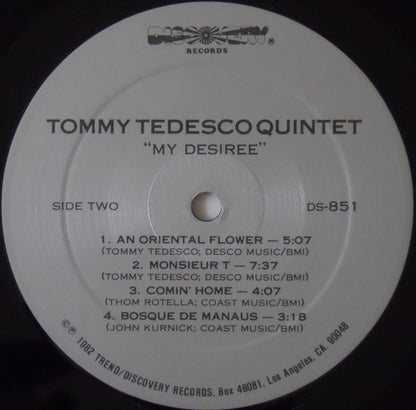 DISCOVERY®
RECORDS
TOMMY TEDESCO QUINTET
"MY DESIREE"
SIDE TWO
DS-851
1. AN ORIENTAL FLOWER — 5:07
(TOMMY TEDESCO; DESCO MUSIC/BMI)
2. MONSIEUR T — 7:37
(TOMMY TEDESCO; DESCO MUSIC/BMI)
3. COMIN' HOME — 4:07
(THOM ROTELLA; COAST MUSIC/BMI)
4. BOSQUE DE MANAUS — 3:18
(JOHN KURNICK; COAST MUSIC/BMI)
©℗ 1982 TREND/DISCOVERY RECORDS, Box 48081, Los Angeles, CA. 90048